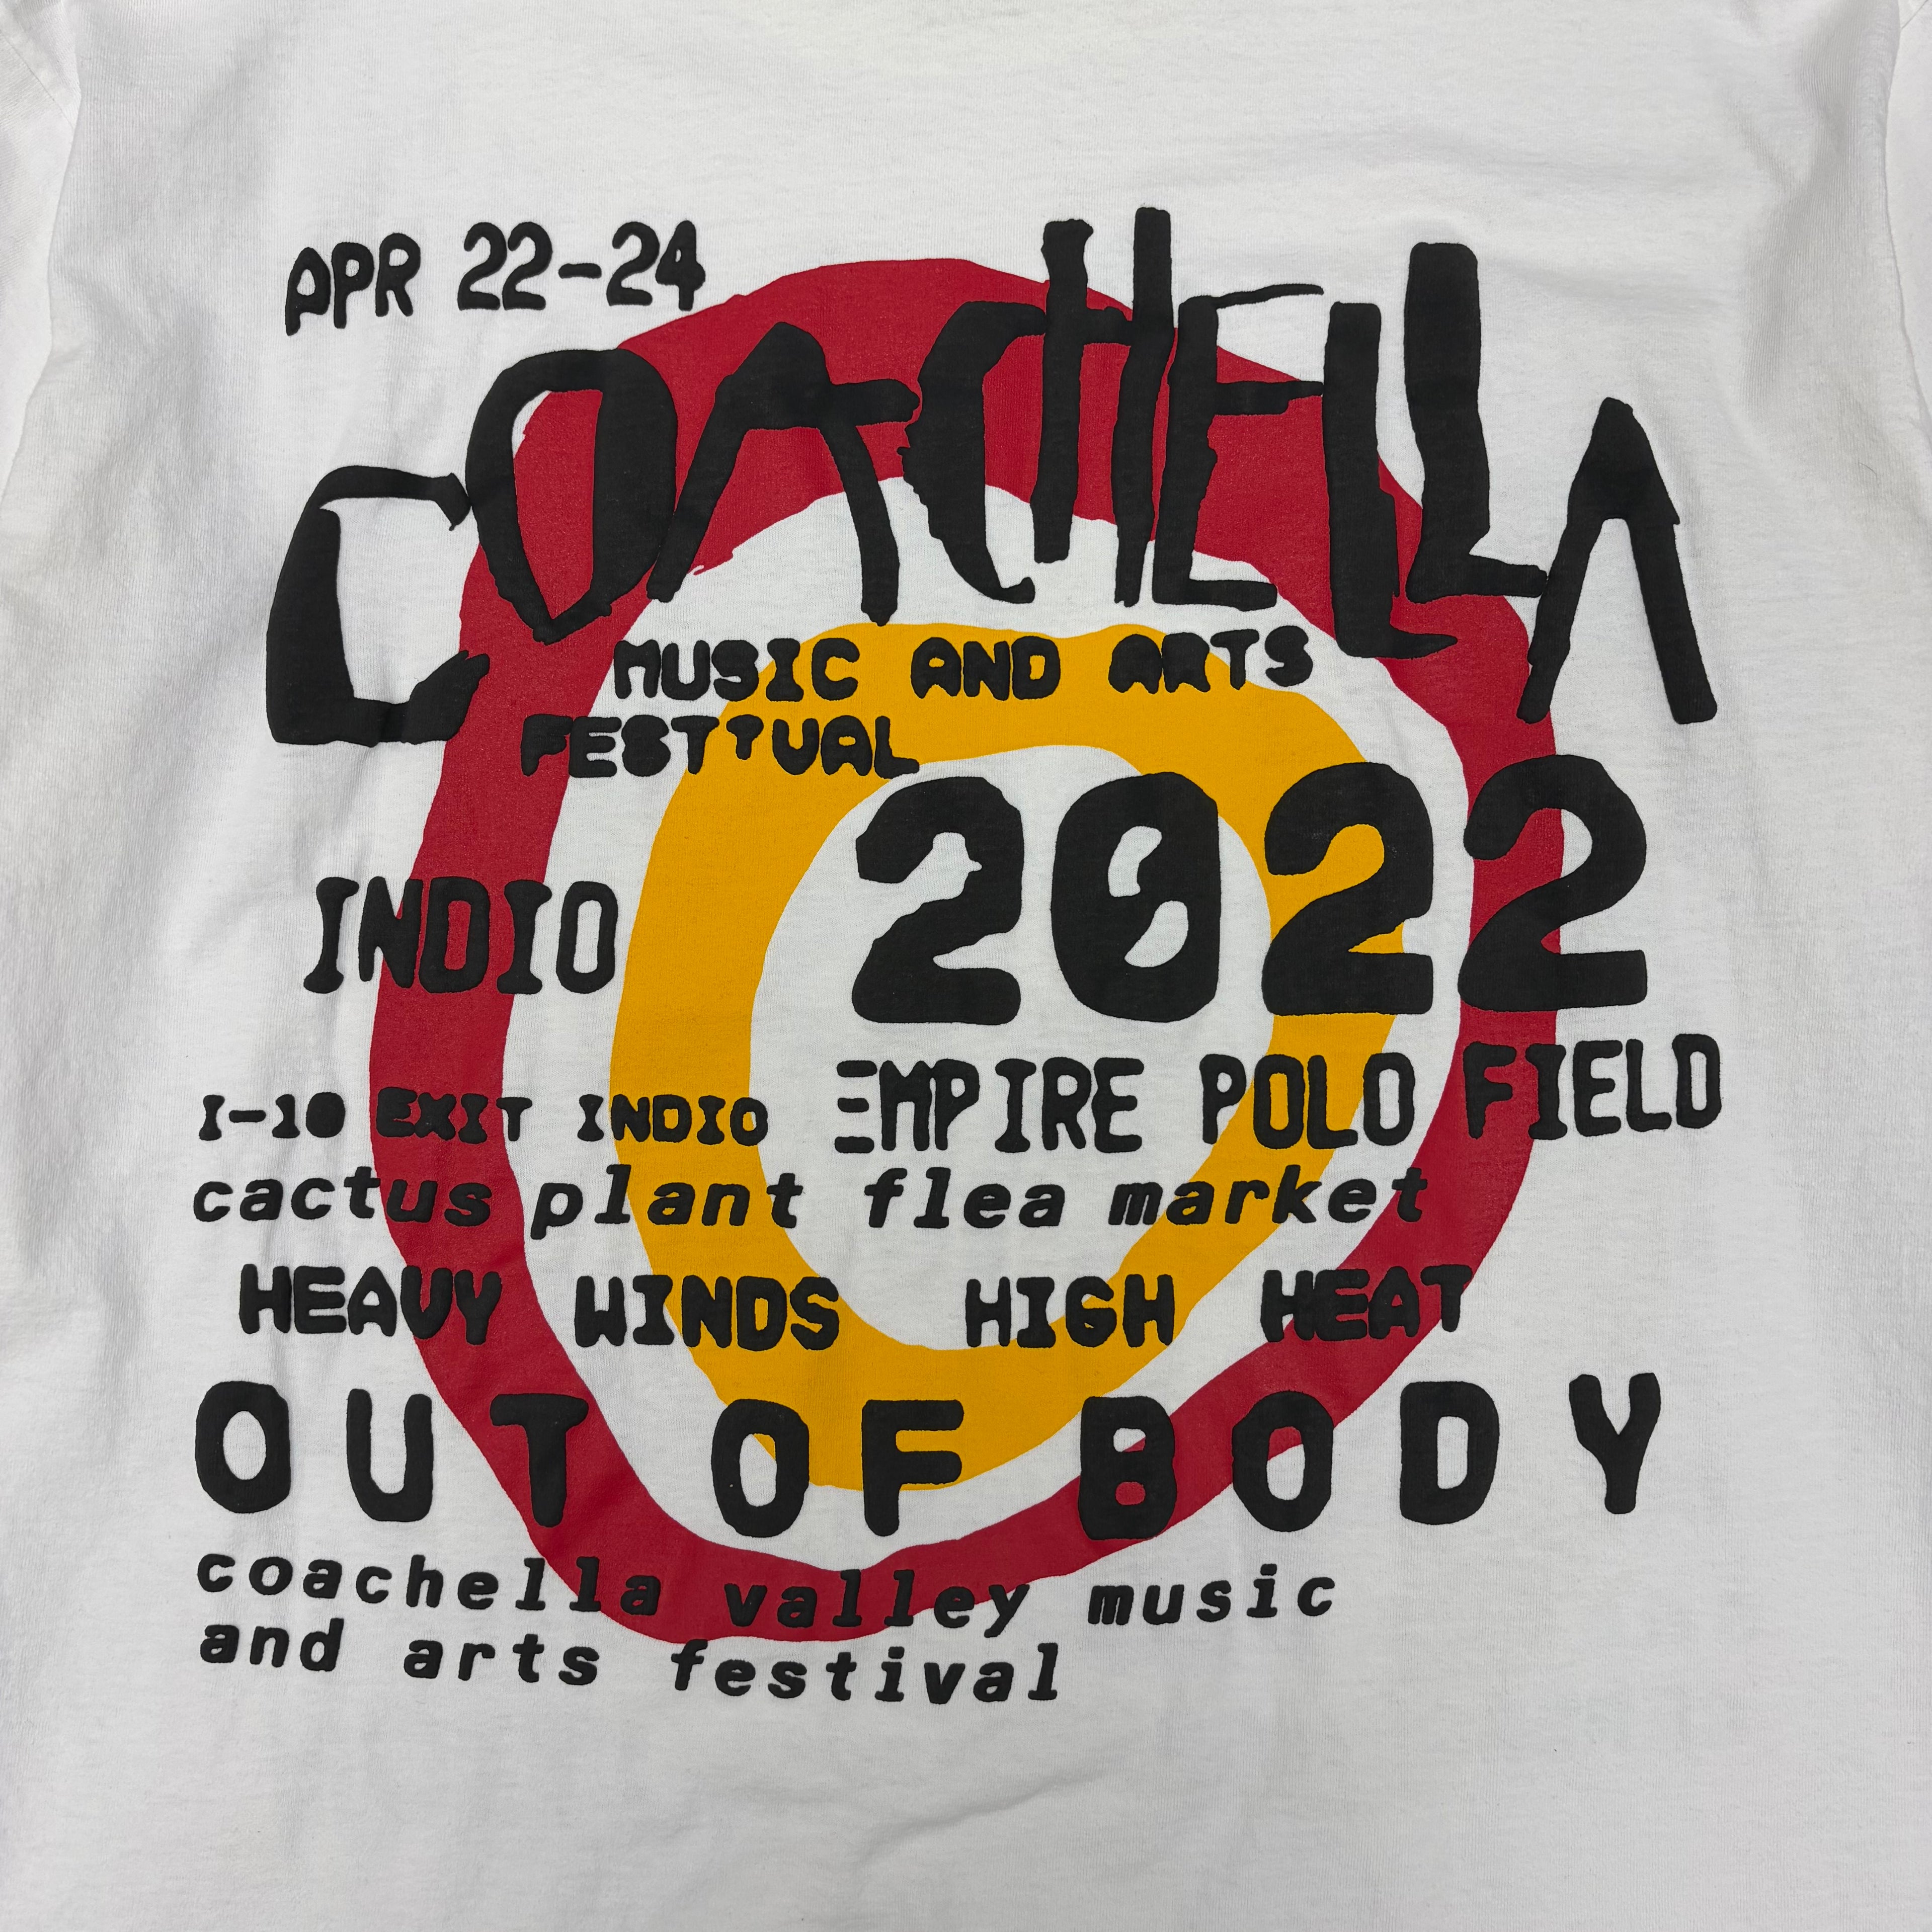 APR 22-24
COACHELLA
MUSIC AND ARTS
FESTIVAL
2022
INDIO
EMPIRE POLO FIELD
I-10 EXIT INDIO
cactus plant flea market
HEAVY WINDS HIGH HEAT
OUT OF BODY
coachella valley music
and arts festival